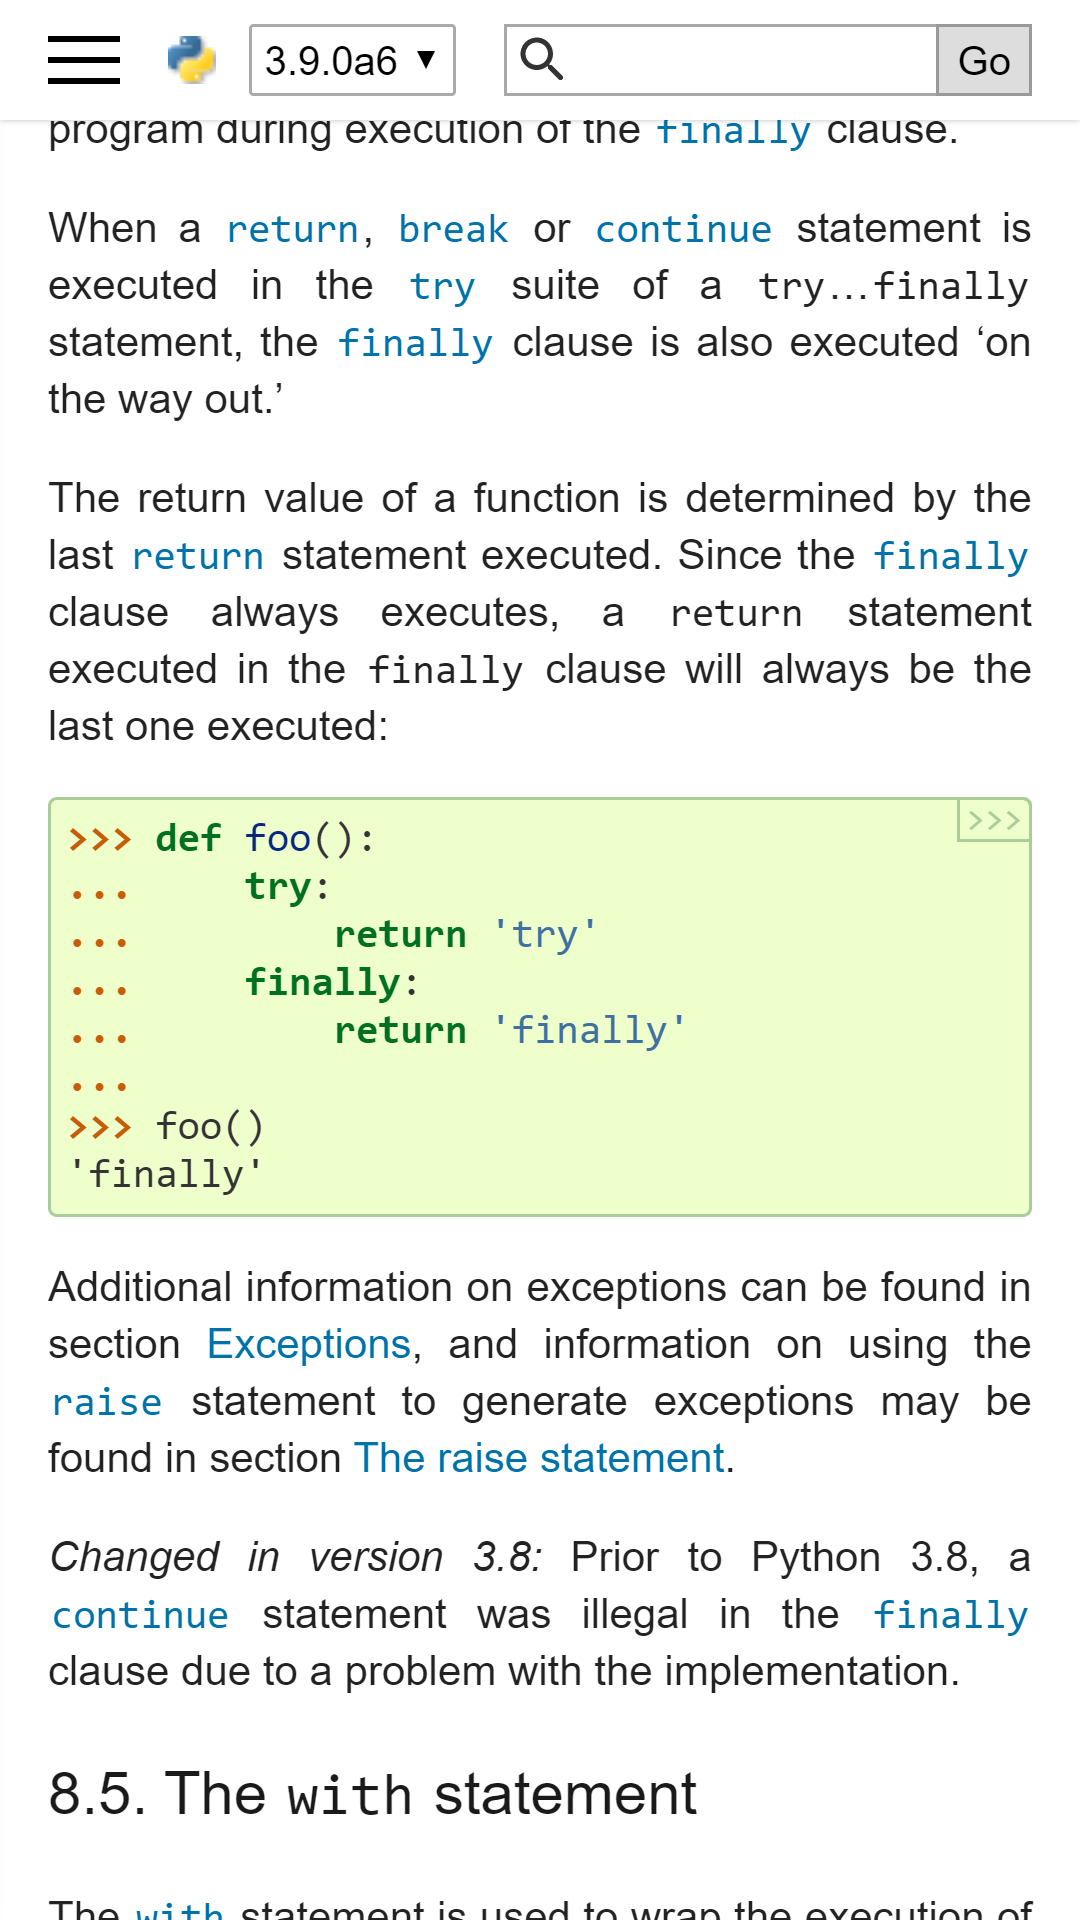 3.9.0a6 ▼ Go
program during execution of the finally clause.
When a return, break or continue statement is
executed in the try suite of a try…finally
statement, the finally clause is also executed ‘on
the way out.’
The return value of a function is determined by the
last return statement executed. Since the finally
clause always executes, a return statement
executed in the finally clause will always be the
last one executed:
>>>
>>> def foo():
...     try:
...         return 'try'
...     finally:
...         return 'finally'
...
>>> foo()
'finally'
Additional information on exceptions can be found in
section Exceptions, and information on using the
raise statement to generate exceptions may be
found in section The raise statement.
Changed in version 3.8: Prior to Python 3.8, a
continue statement was illegal in the finally
clause due to a problem with the implementation.
8.5. The with statement
The with statement is used to wrap the execution of